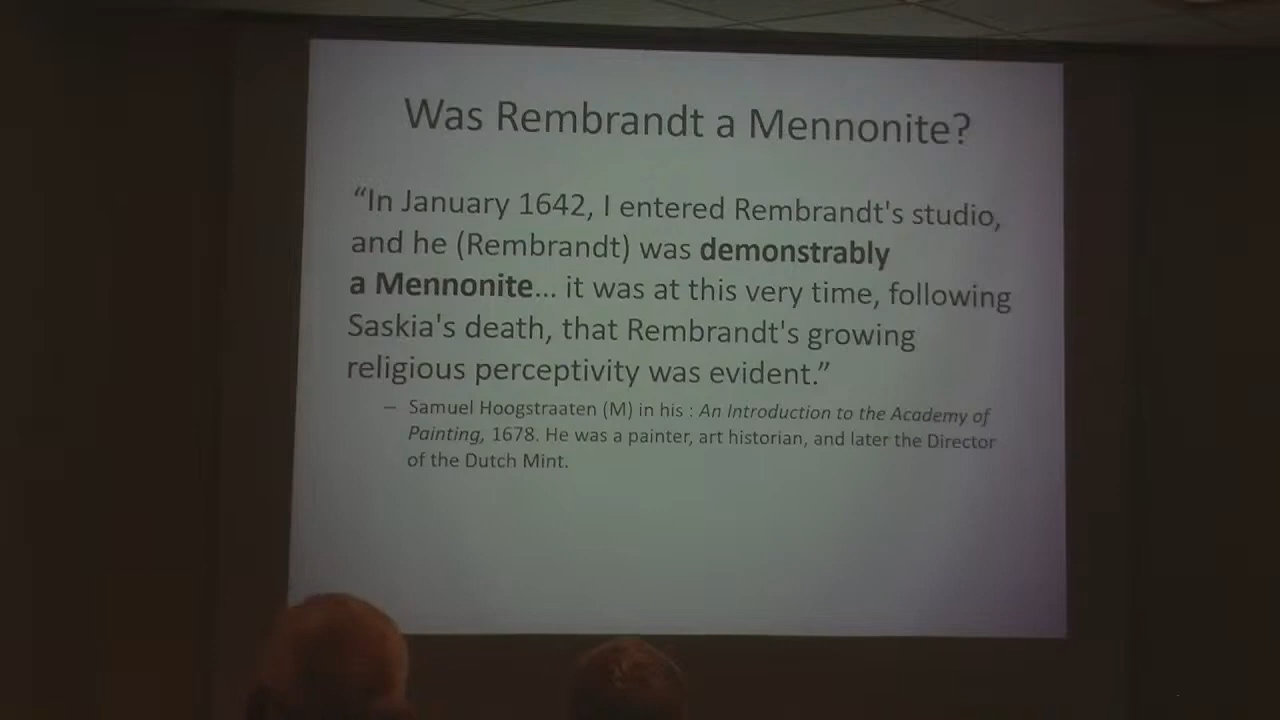 Was Rembrandt a Mennonite?
“In January 1642, I entered Rembrandt's studio,
and he (Rembrandt) was demonstrably
a Mennonite... it was at this very time, following
Saskia's death, that Rembrandt's growing
religious perceptivity was evident.”
– Samuel Hoogstraaten (M) in his : An Introduction to the Academy of
Painting, 1678. He was a painter, art historian, and later the Director
of the Dutch Mint.